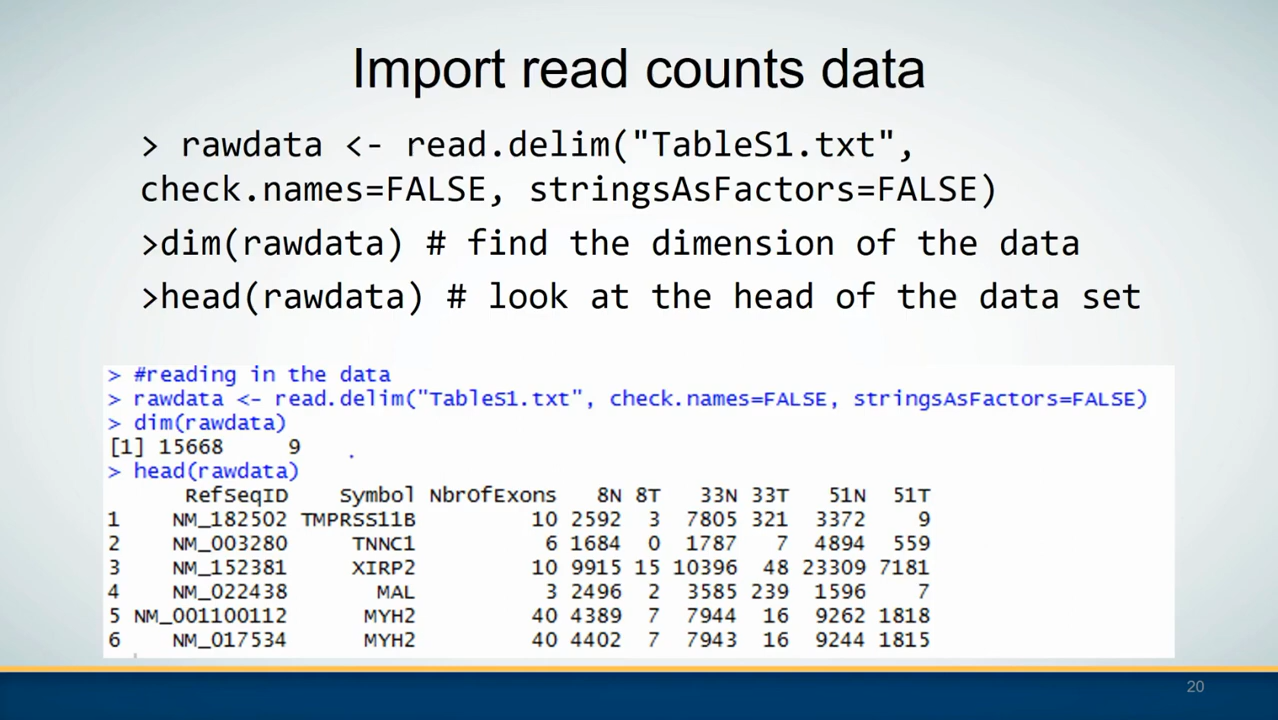 Import read counts data
> rawdata <- read.delim("TableS1.txt",
check.names=FALSE, stringsAsFactors=FALSE)
>dim(rawdata) # find the dimension of the data
>head(rawdata) # look at the head of the data set
> #reading in the data
> rawdata <- read.delim("TableS1.txt", check.names=FALSE, stringsAsFactors=FALSE)
> dim(rawdata)
[1] 15668 9
> head(rawdata)
RefSeqID Symbol NbrOfExons 8N 8T 33N 33T 51N 51T
1 NM_182502 TMPRSS11B 10 2592 3 7805 321 3372 9
2 NM_003280 TNNC1 6 1684 0 1787 7 4894 559
3 NM_152381 XIRP2 10 9915 15 10396 48 23309 7181
4 NM_022438 MAL 3 2496 2 3585 239 1596 7
5 NM_001100112 MYH2 40 4389 7 7944 16 9262 1818
6 NM_017534 MYH2 40 4402 7 7943 16 9244 1815
20